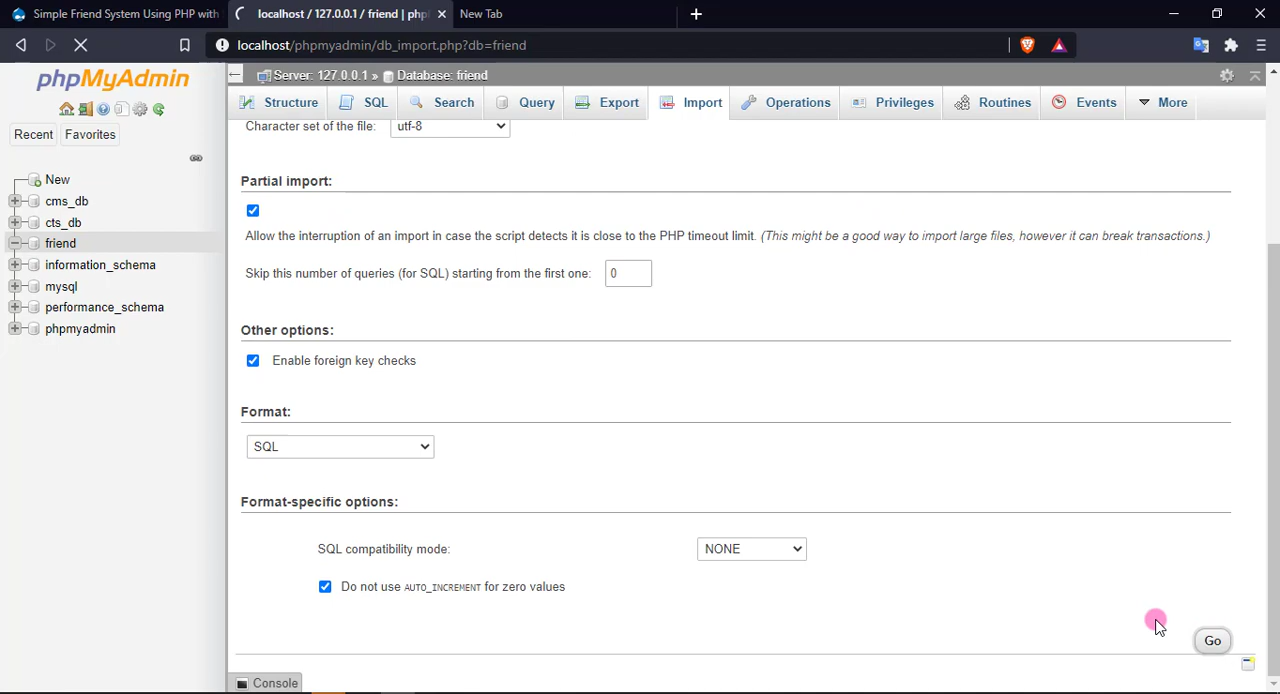 Simple Friend System Using PHP with
localhost / 127.0.0.1 / friend | php
New Tab
localhost/phpmyadmin/db_import.php?db=friend
phpMyAdmin
Server: 127.0.0.1 » Database: friend
Structure SQL Search Query Export Import Operations Privileges Routines Events More
Recent Favorites
New
cms_db
cts_db
friend
information_schema
mysql
performance_schema
phpmyadmin
Character set of the file: utf-8
Partial import:
Allow the interruption of an import in case the script detects it is close to the PHP timeout limit. (This might be a good way to import large files, however it can break transactions.)
Skip this number of queries (for SQL) starting from the first one: 0
Other options:
Enable foreign key checks
Format:
SQL
Format-specific options:
SQL compatibility mode: NONE
Do not use AUTO_INCREMENT for zero values
Go
Console